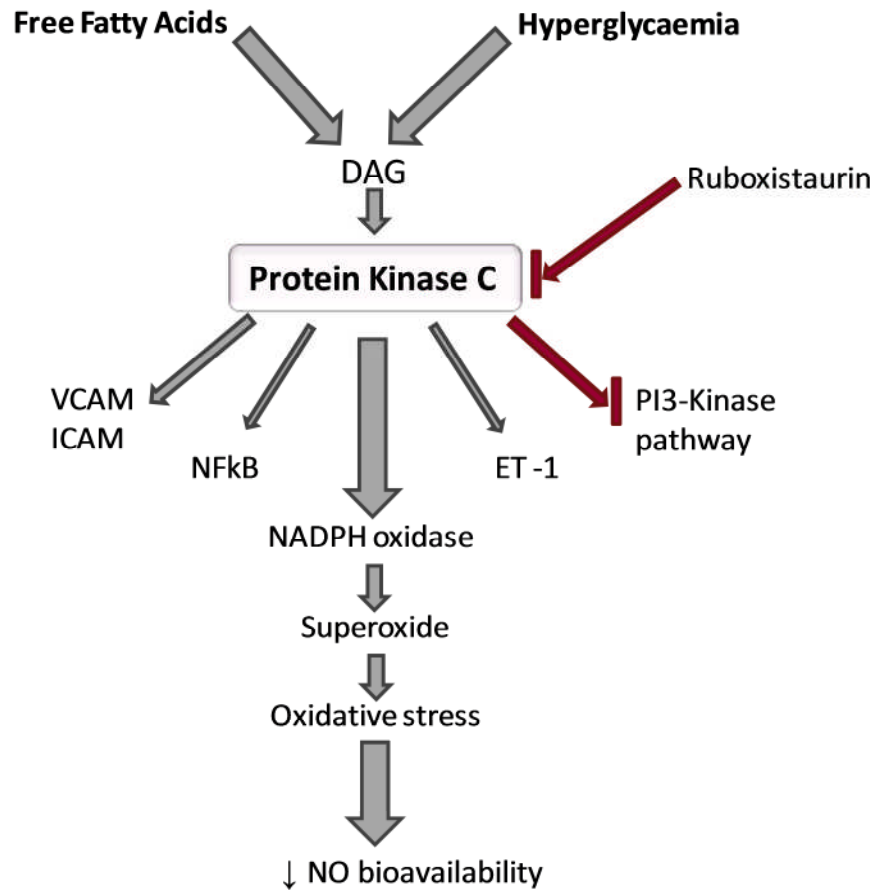 Free Fatty Acids
Hyperglycaemia
DAG
Ruboxistaurin
Protein Kinase C
VCAM
ICAM
PI3-Kinase
pathway
NFkB
ET -1
NADPH oxidase
Superoxide
Oxidative stress
↓ NO bioavailability